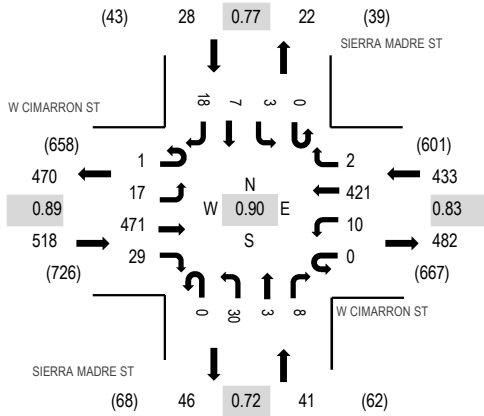 (43) 28 0.77 22 (39)
SIERRA MADRE ST
W CIMARRON ST
18 7 3 0
(658) (601)
470 1 2 433
17 N 421
0.89 W 0.90 E 0.83
471 S 10
518 29 0 482
(726) (667)
0 30 3 8
W CIMARRON ST
SIERRA MADRE ST
(68) 46 0.72 41 (62)